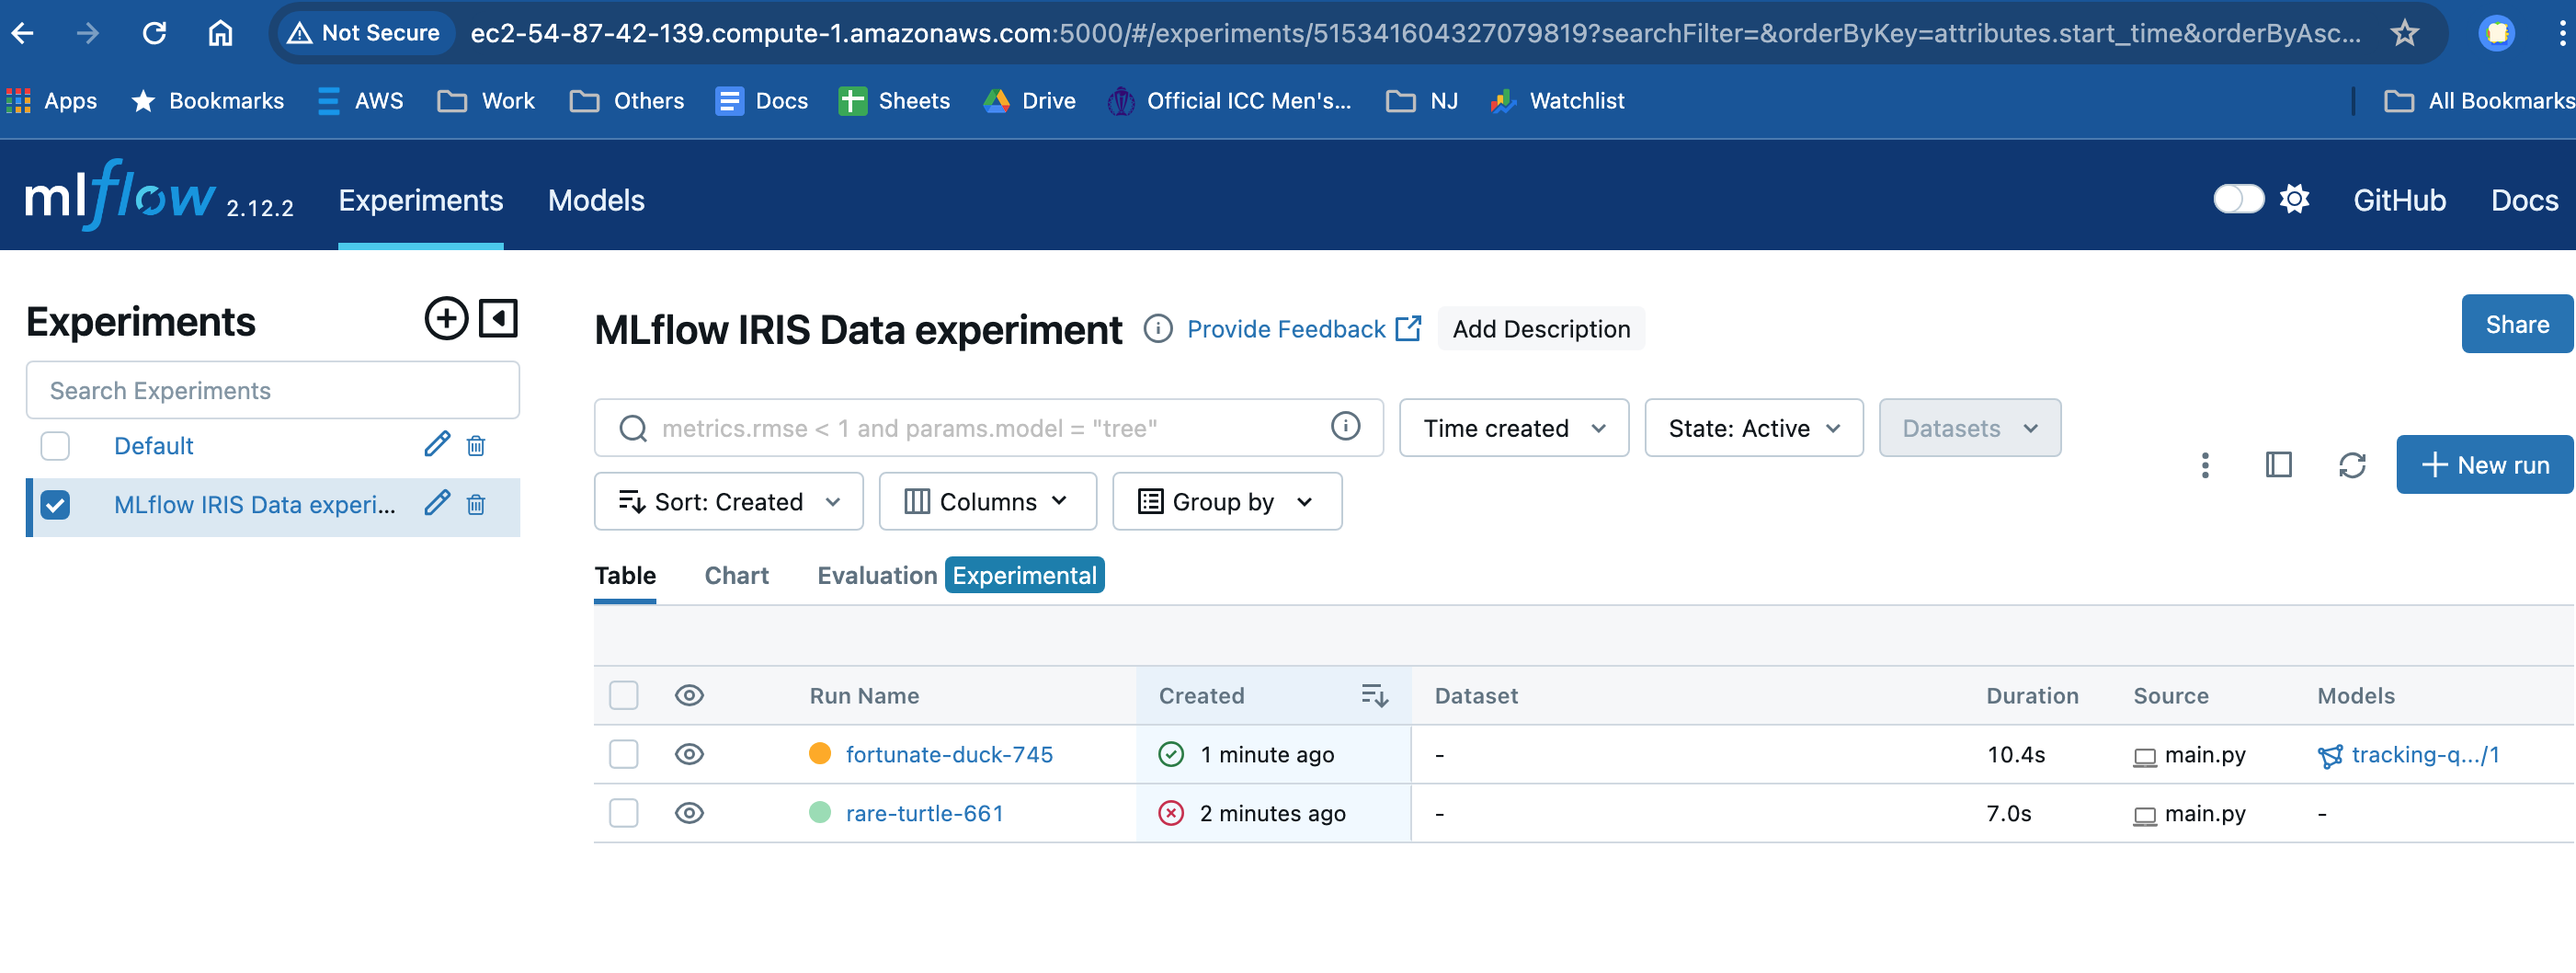 Not Secure ec2-54-87-42-139.compute-1.amazonaws.com:5000/#/experiments/515341604327079819?searchFilter=&orderByKey=attributes.start_time&orderByAsc...
Apps Bookmarks AWS Work Others Docs Sheets Drive Official ICC Men's... NJ Watchlist All Bookmarks
mlflow 2.12.2 Experiments Models GitHub Docs
Experiments
Search Experiments
Default
MLflow IRIS Data experi...
MLflow IRIS Data experiment Provide Feedback Add Description Share
metrics.rmse < 1 and params.model = "tree" Time created State: Active Datasets
New run
Sort: Created Columns Group by
Table Chart Evaluation Experimental
Run Name Created Dataset Duration Source Models
fortunate-duck-745 1 minute ago - 10.4s main.py tracking-q.../1
rare-turtle-661 2 minutes ago - 7.0s main.py -